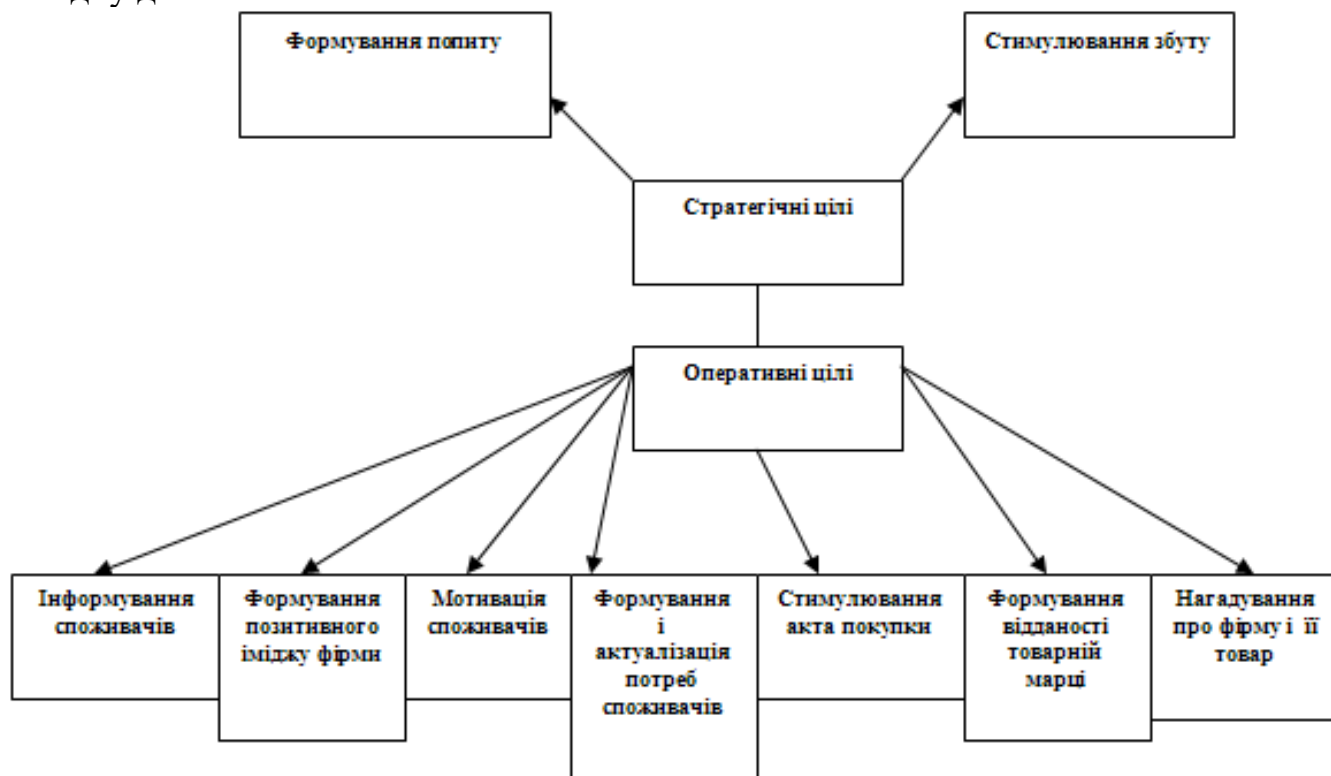 Формування попиту
Стимулювання збуту
Стратегічні цілі
Оперативні цілі
Інформування
споживачів
Формування
позитивного
іміджу фірми
Мотивація
споживачів
Формування
і
актуалізація
потреб
споживачів
Стимулювання
акта покупки
Формування
відданості
товарній
марці
Нагадування
про фірму і її
товар